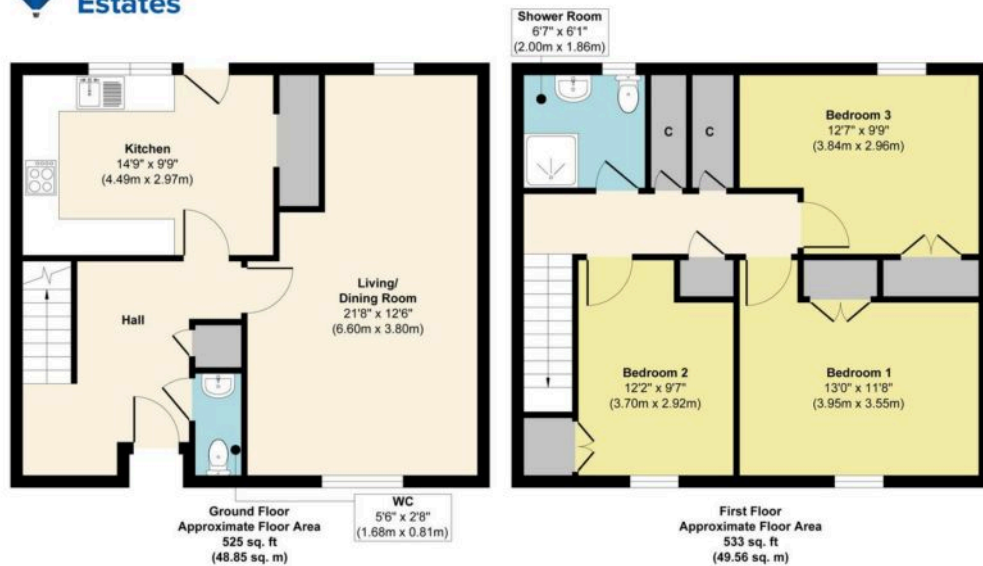 Estates
Kitchen
14'9" x 9'9"
(4.49m x 2.97m)
Living/
Dining Room
21'8" x 12'6"
(6.60m x 3.80m)
Hall
WC
5'6" x 2'8"
(1.68m x 0.81m)
Ground Floor
Approximate Floor Area
525 sq. ft
(48.85 sq. m)
Shower Room
6'7" x 6'1"
(2.00m x 1.86m)
C
C
Bedroom 3
12'7" x 9'9"
(3.84m x 2.96m)
Bedroom 2
12'2" x 9'7"
(3.70m x 2.92m)
Bedroom 1
13'0" x 11'8"
(3.95m x 3.55m)
First Floor
Approximate Floor Area
533 sq. ft
(49.56 sq. m)